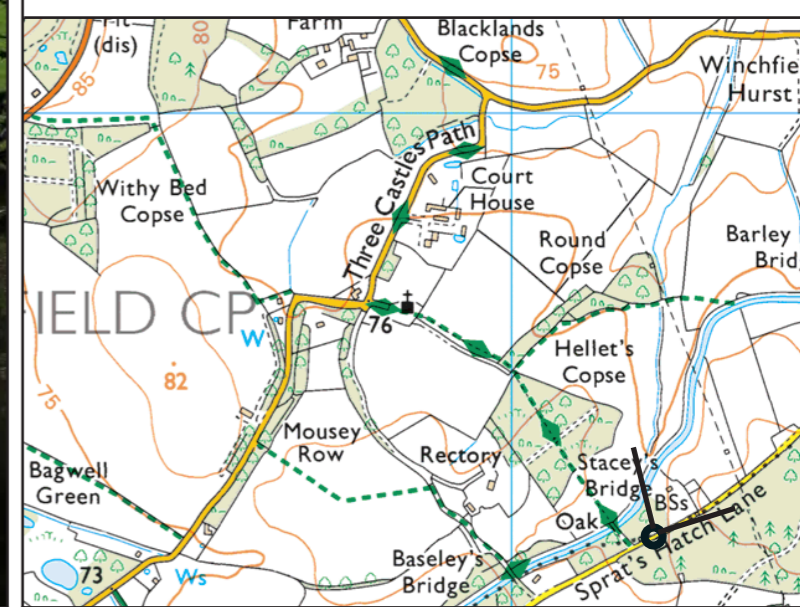 Pit
(dis)
Farm
80
Blacklands
Copse
75
85
Winchfie
Hurst
Three Castles Path
Court
House
Withy Bed
Copse
Round
Copse
Barley
Brid
IELD CP
W
76
Hellet's
Copse
82
75
Mousey
Row
Rectory
Stacey's
Bridge
BSs
Bagwell
Green
Oak
Sprat's Hatch Lane
Baseley's
Bridge
73
Ws